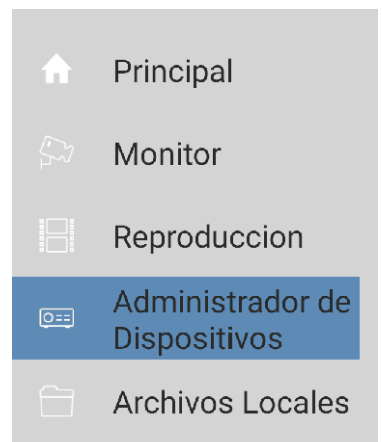 Principal
Monitor
Reproduccion
Administrador de
Dispositivos
Archivos Locales